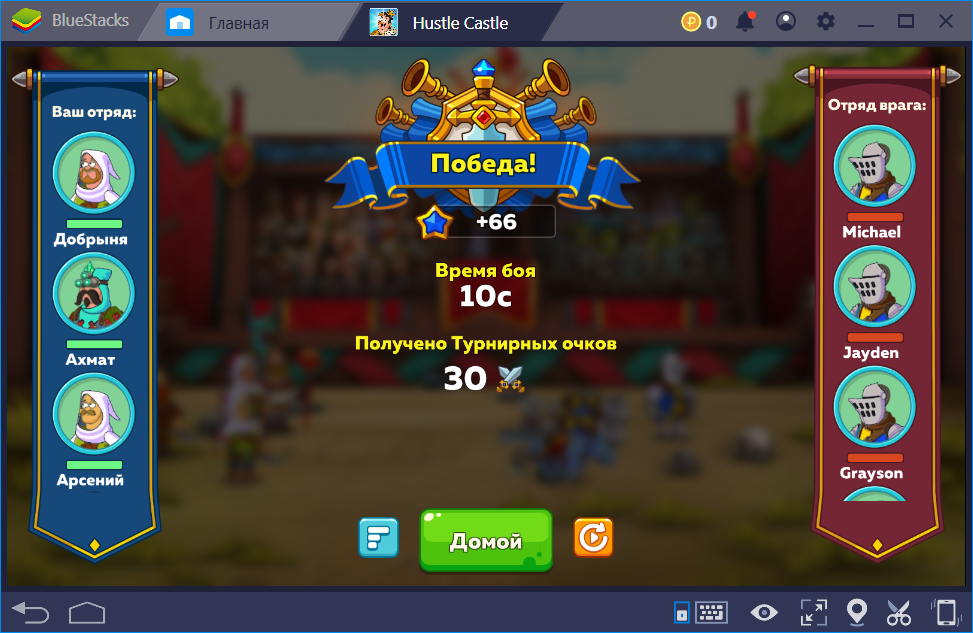 BlueStacks
Главная
Hustle Castle
0
Ваш отряд:
Добрыня
Ахмат
Арсений
Победа!
+66
Время боя
10с
Получено Турнирных очков
30
Домой
Отряд врага:
Michael
Jayden
Grayson